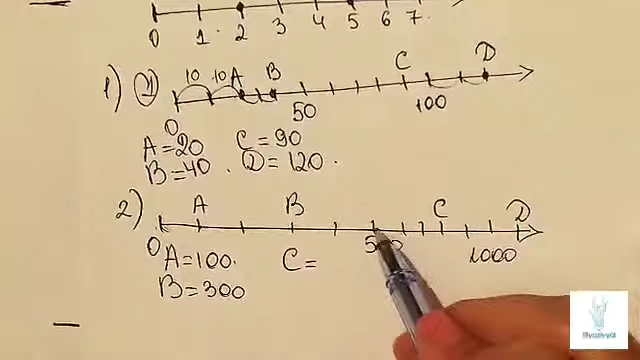 0 1 2 3 4 5 6 7
1) 1 10 10 A B C D
0 50 100
A=20 C=90
B=40. D=120.
2) A B C D
0 1000
A=100. C=
B=300